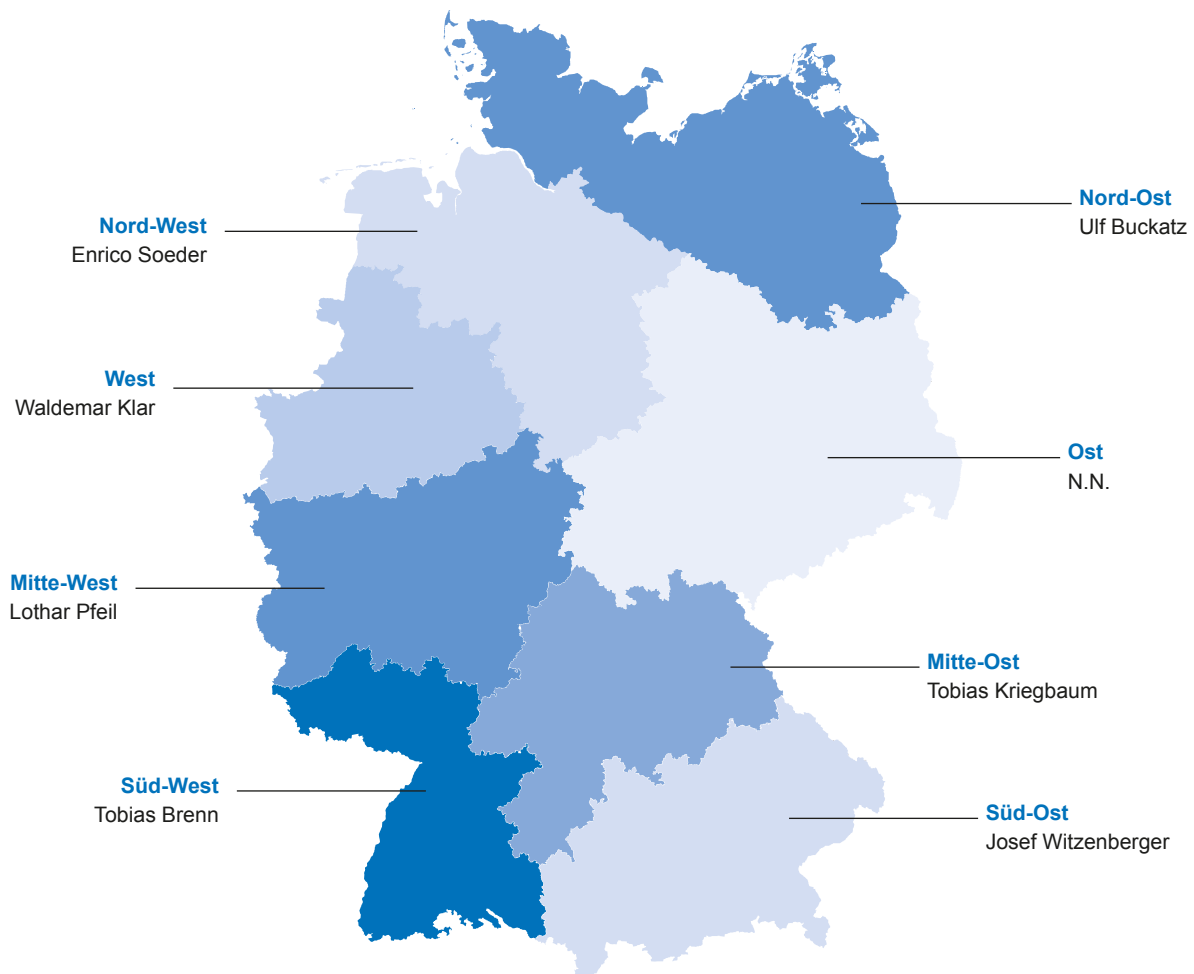 Nord-Ost
Ulf Buckatz
Nord-West
Enrico Soeder
West
Waldemar Klar
Ost
N.N.
Mitte-West
Lothar Pfeil
Mitte-Ost
Tobias Kriegbaum
Süd-West
Tobias Brenn
Süd-Ost
Josef Witzenberger